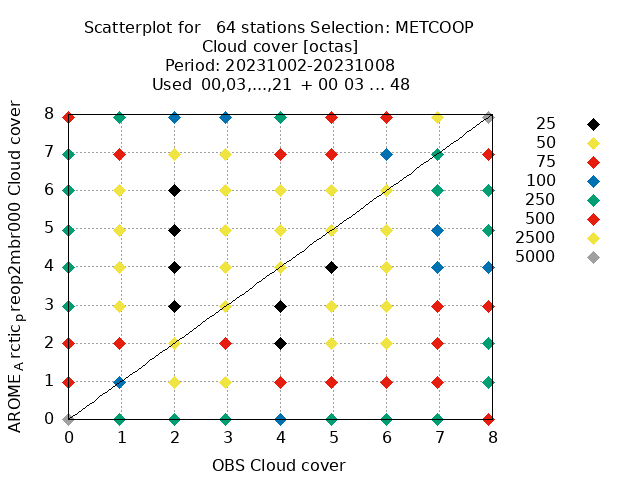 Scatterplot for 64 stations Selection: METCOOP
Cloud cover [octas]
Period: 20231002-20231008
Used 00,03,...,21 + 00 03 ... 48
AROME_Arctic_preop2mbr000 Cloud cover
8
7
6
5
4
3
2
1
0
0 1 2 3 4 5 6 7 8
OBS Cloud cover
25
50
75
100
250
500
2500
5000